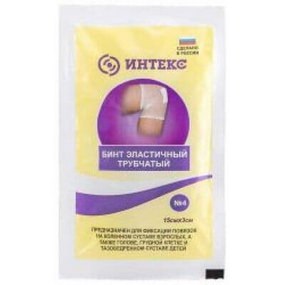 СДЕЛАНО
В РОССИИ
ИНТЕКС
БИНТ ЭЛАСТИЧНЫЙ
ТРУБЧАТЫЙ
№4
15смх3см
ПРЕДНАЗНАЧЕН ДЛЯ ФИКСАЦИИ ПОВЯЗОК
НА КОЛЕННОМ СУСТАВЕ ВЗРОСЛЫХ, А
ТАКЖЕ ГОЛОВЕ, ГРУДНОЙ КЛЕТКЕ И
ТАЗОБЕДРЕННОМ СУСТАВЕ ДЕТЕЙ